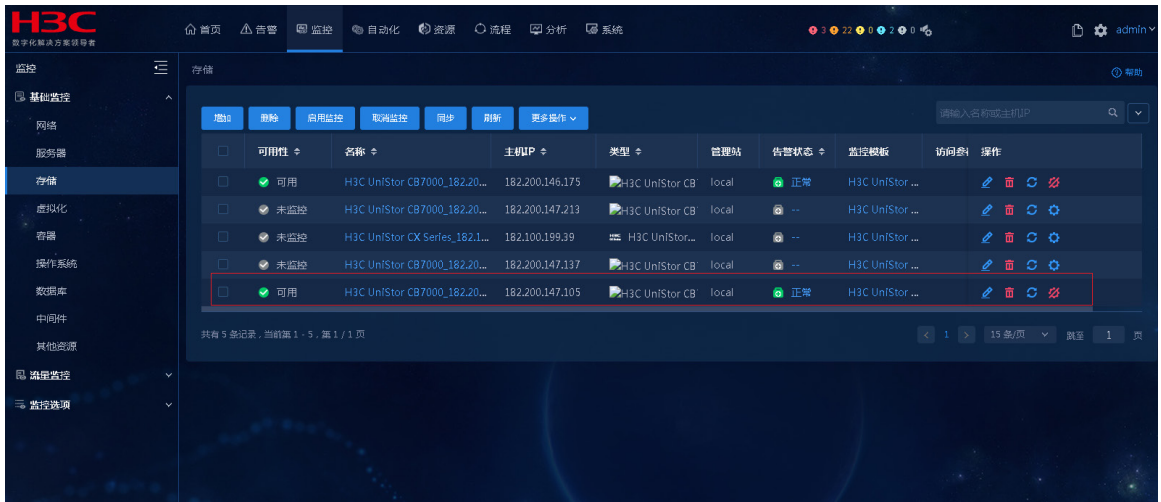 H3C
数字化解决方案领导者
首页 告警 监控 自动化 资源 流程 分析 系统
3 22 0 2 0
admin
监控
存储
帮助
基础监控
网络
服务器
存储
虚拟化
容器
操作系统
数据库
中间件
其他资源
流量监控
监控选项
增加 删除 启用监控 取消监控 同步 刷新 更多操作
请输入名称或主机IP
可用性 名称 主机IP 类型 管理站 告警状态 监控模板 访问参 操作
可用 H3C UniStor CB7000_182.20... 182.200.146.175 H3C UniStor CB local 正常 H3C UniStor ...
未监控 H3C UniStor CB7000_182.20... 182.200.147.213 H3C UniStor CB local -- H3C UniStor ...
未监控 H3C UniStor CX Series_182.1... 182.100.199.39 H3C UniStor... local -- H3C UniStor ...
未监控 H3C UniStor CB7000_182.20... 182.200.147.137 H3C UniStor CB local -- H3C UniStor ...
可用 H3C UniStor CB7000_182.20... 182.200.147.105 H3C UniStor CB local 正常 H3C UniStor ...
共有 5 条记录 , 当前第 1 - 5 , 第 1 / 1 页
< 1 > 15 条/页 跳至 1 页